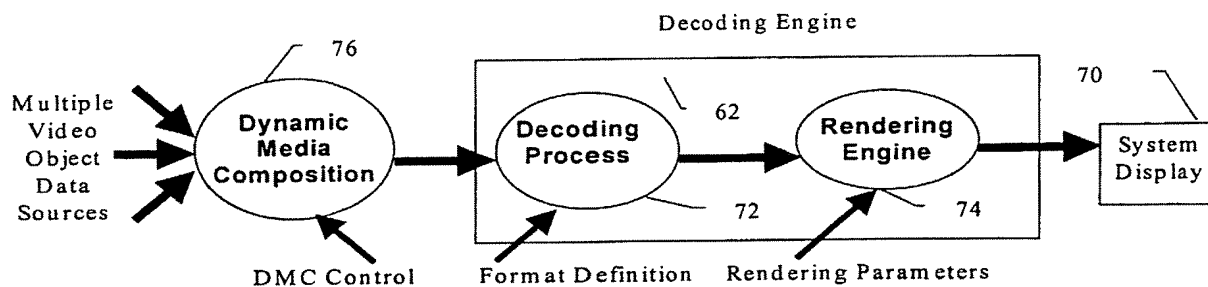 Decoding Engine
76
70
Multiple
Video
Object
Data
Sources
Dynamic
Media
Composition
62
Decoding
Process
Rendering
Engine
System
Display
72
74
DMC Control
Format Definition
Rendering Parameters